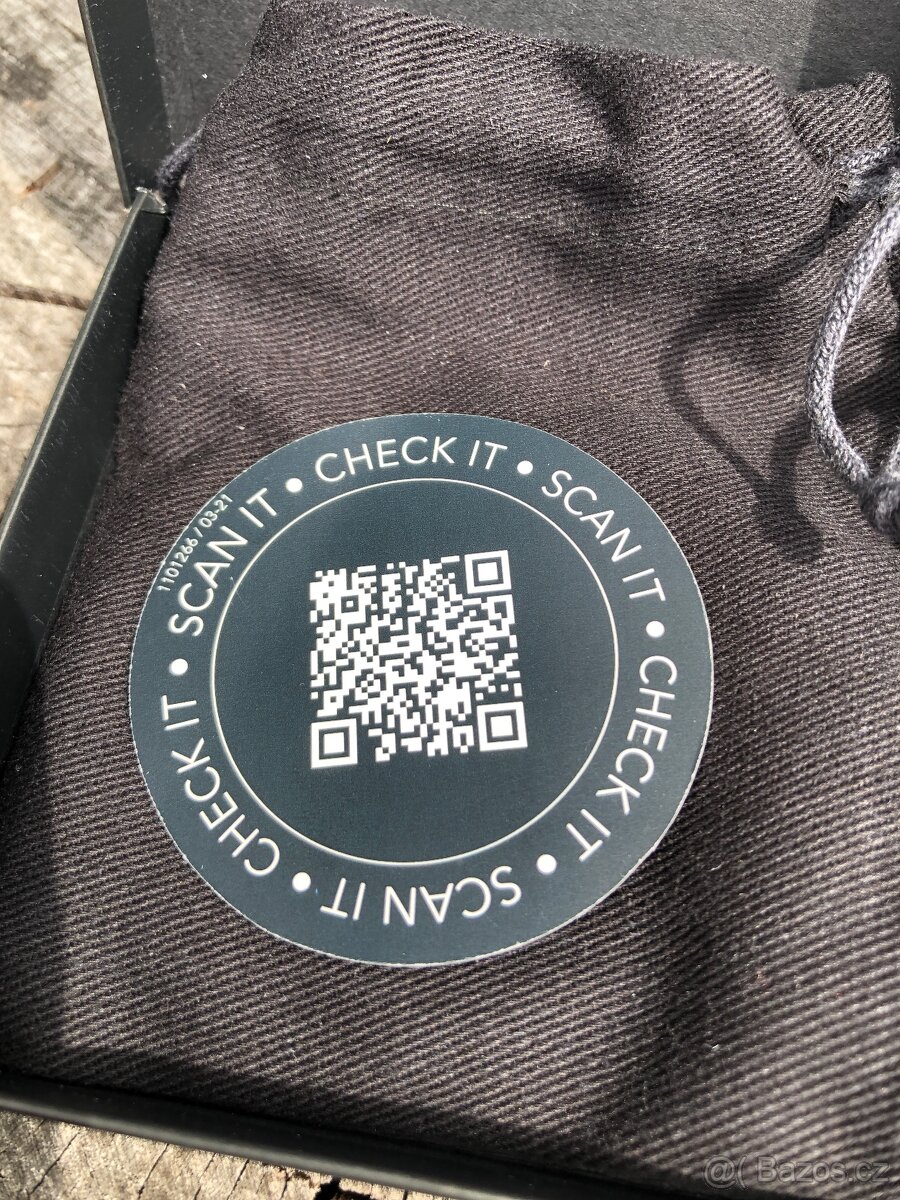 CHECK IT • SCAN IT • CHECK IT • SCAN IT • CHECK IT • SCAN IT •
1101266 / 03-21
@( Bazos.cz